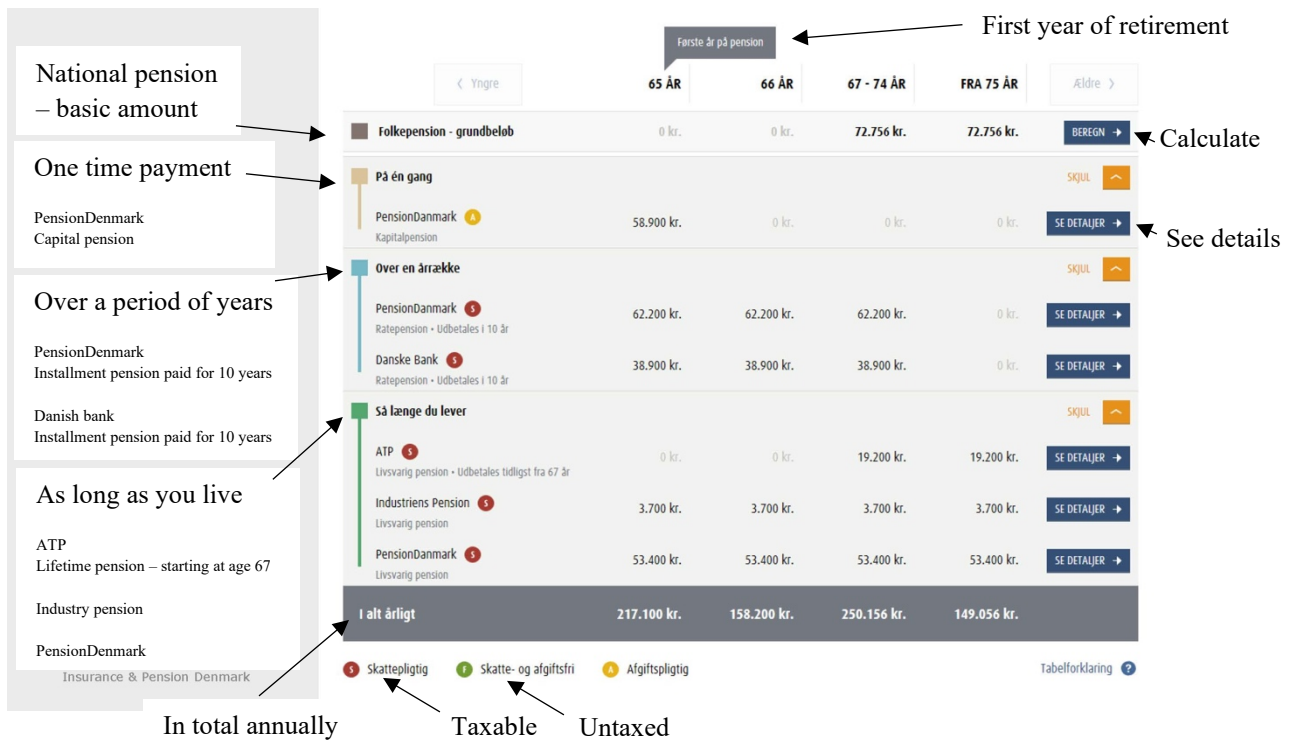 First year of retirement
Første år på pension
National pension
– basic amount
‹ Yngre 65 ÅR 66 ÅR 67 - 74 ÅR FRA 75 ÅR Ældre ›
Folkepension - grundbeløb 0 kr. 0 kr. 72.756 kr. 72.756 kr. BEREGN →
Calculate
One time payment
PensionDenmark
Capital pension
På én gang SKJUL
PensionDanmark A 58.900 kr. 0 kr. 0 kr. 0 kr. SE DETALJER →
Kapitalpension
See details
Over a period of years
PensionDenmark
Installment pension paid for 10 years
Danish bank
Installment pension paid for 10 years
Over en årrække SKJUL
PensionDanmark S 62.200 kr. 62.200 kr. 62.200 kr. 0 kr. SE DETALJER →
Ratepension • Udbetales i 10 år
Danske Bank S 38.900 kr. 38.900 kr. 38.900 kr. 0 kr. SE DETALJER →
Ratepension • Udbetales i 10 år
As long as you live
ATP
Lifetime pension – starting at age 67
Industry pension
PensionDenmark
Så længe du lever SKJUL
ATP S 0 kr. 0 kr. 19.200 kr. 19.200 kr. SE DETALJER →
Livsvarig pension • Udbetales tidligst fra 67 år
Industriens Pension S 3.700 kr. 3.700 kr. 3.700 kr. 3.700 kr. SE DETALJER →
Livsvarig pension
PensionDanmark S 53.400 kr. 53.400 kr. 53.400 kr. 53.400 kr. SE DETALJER →
Livsvarig pension
I alt årligt 217.100 kr. 158.200 kr. 250.156 kr. 149.056 kr.
Insurance & Pension Denmark
S Skattepligtig F Skatte- og afgiftsfri A Afgiftspligtig Tabelforklaring ?
In total annually
Taxable
Untaxed